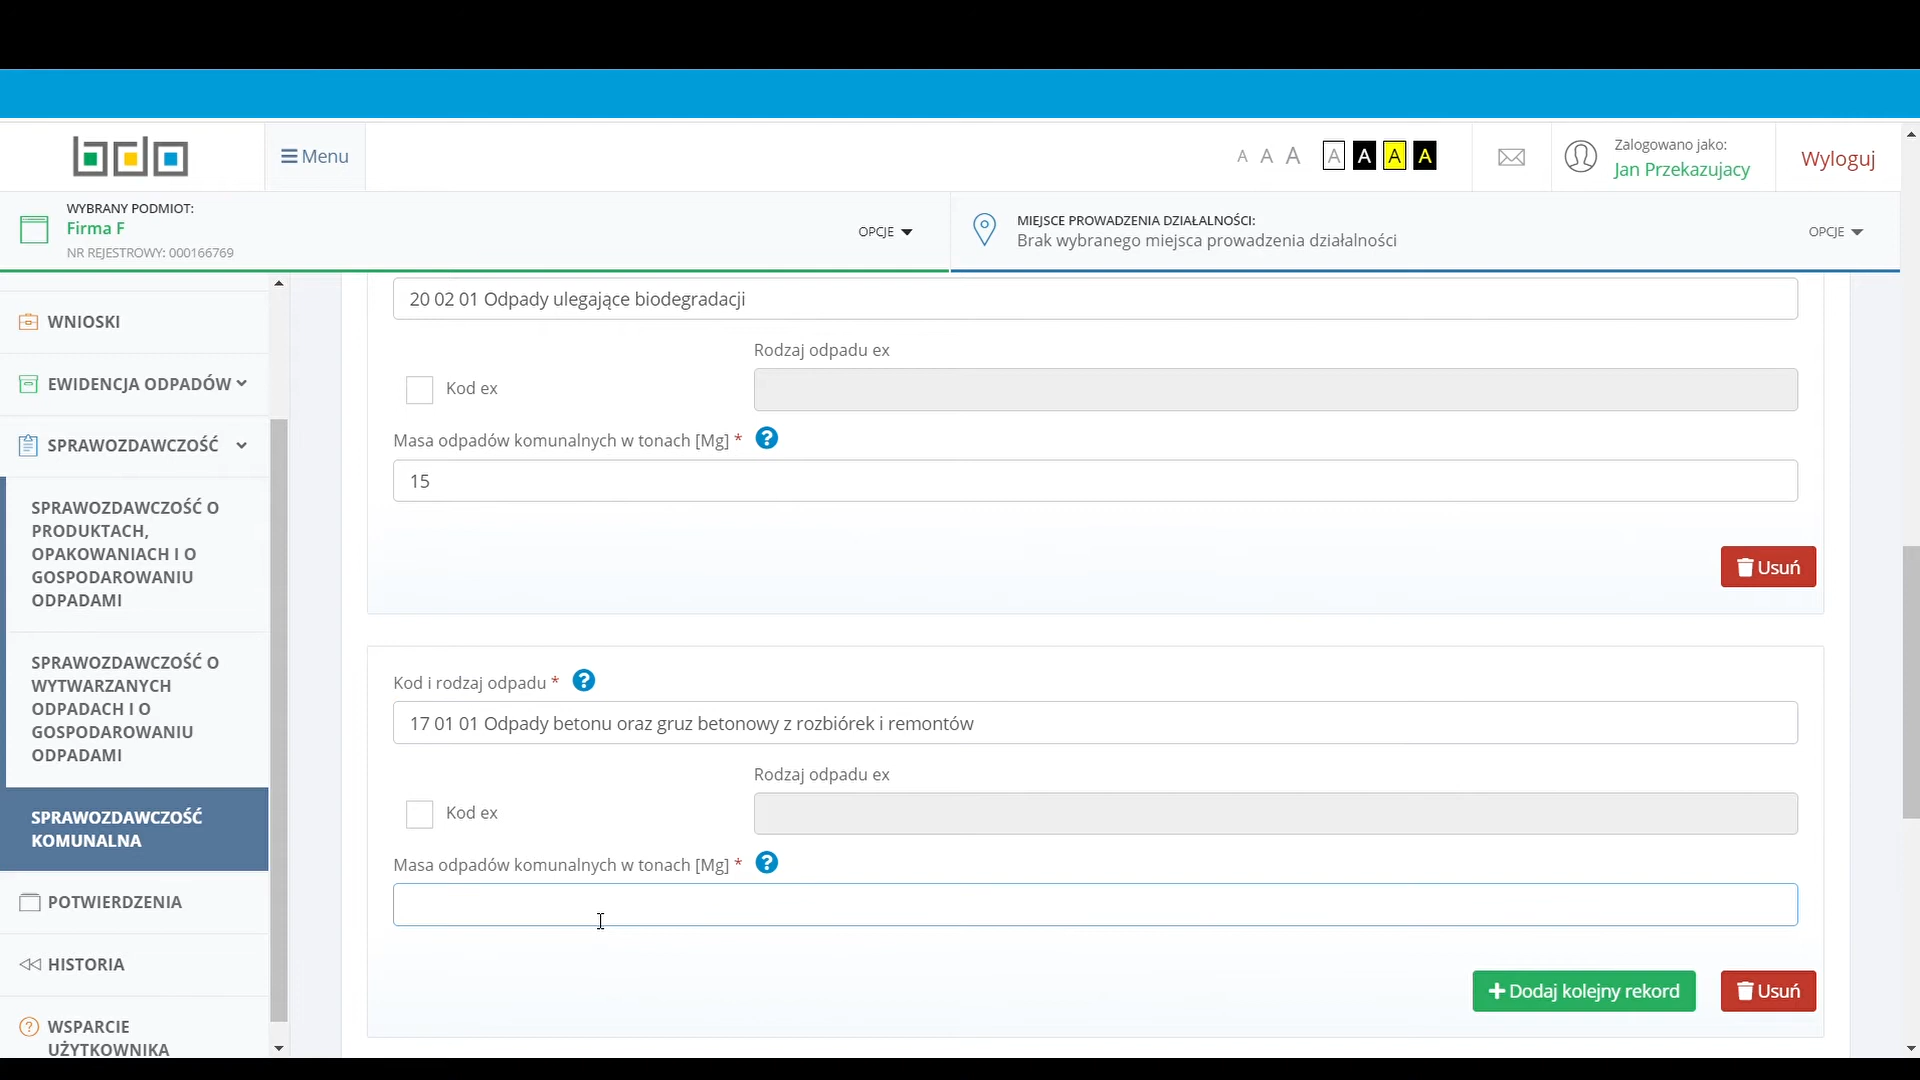 bdo
Menu
A A A A A A A
Zalogowano jako:
Jan Przekazujacy
Wyloguj
WYBRANY PODMIOT:
Firma F
NR REJESTROWY: 000166769
OPCJE
MIEJSCE PROWADZENIA DZIAŁALNOŚCI:
Brak wybranego miejsca prowadzenia działalności
OPCJE
WNIOSKI
EWIDENCJA ODPADÓW
SPRAWOZDAWCZOŚĆ
SPRAWOZDAWCZOŚĆ O
PRODUKTACH,
OPAKOWANIACH I O
GOSPODAROWANIU
ODPADAMI
SPRAWOZDAWCZOŚĆ O
WYTWARZANYCH
ODPADACH I O
GOSPODAROWANIU
ODPADAMI
SPRAWOZDAWCZOŚĆ
KOMUNALNA
POTWIERDZENIA
HISTORIA
WSPARCIE
UŻYTKOWNIKA
20 02 01 Odpady ulegające biodegradacji
Rodzaj odpadu ex
Kod ex
Masa odpadów komunalnych w tonach [Mg] * ?
15
Usuń
Kod i rodzaj odpadu * ?
17 01 01 Odpady betonu oraz gruz betonowy z rozbiórek i remontów
Rodzaj odpadu ex
Kod ex
Masa odpadów komunalnych w tonach [Mg] * ?
+ Dodaj kolejny rekord
Usuń